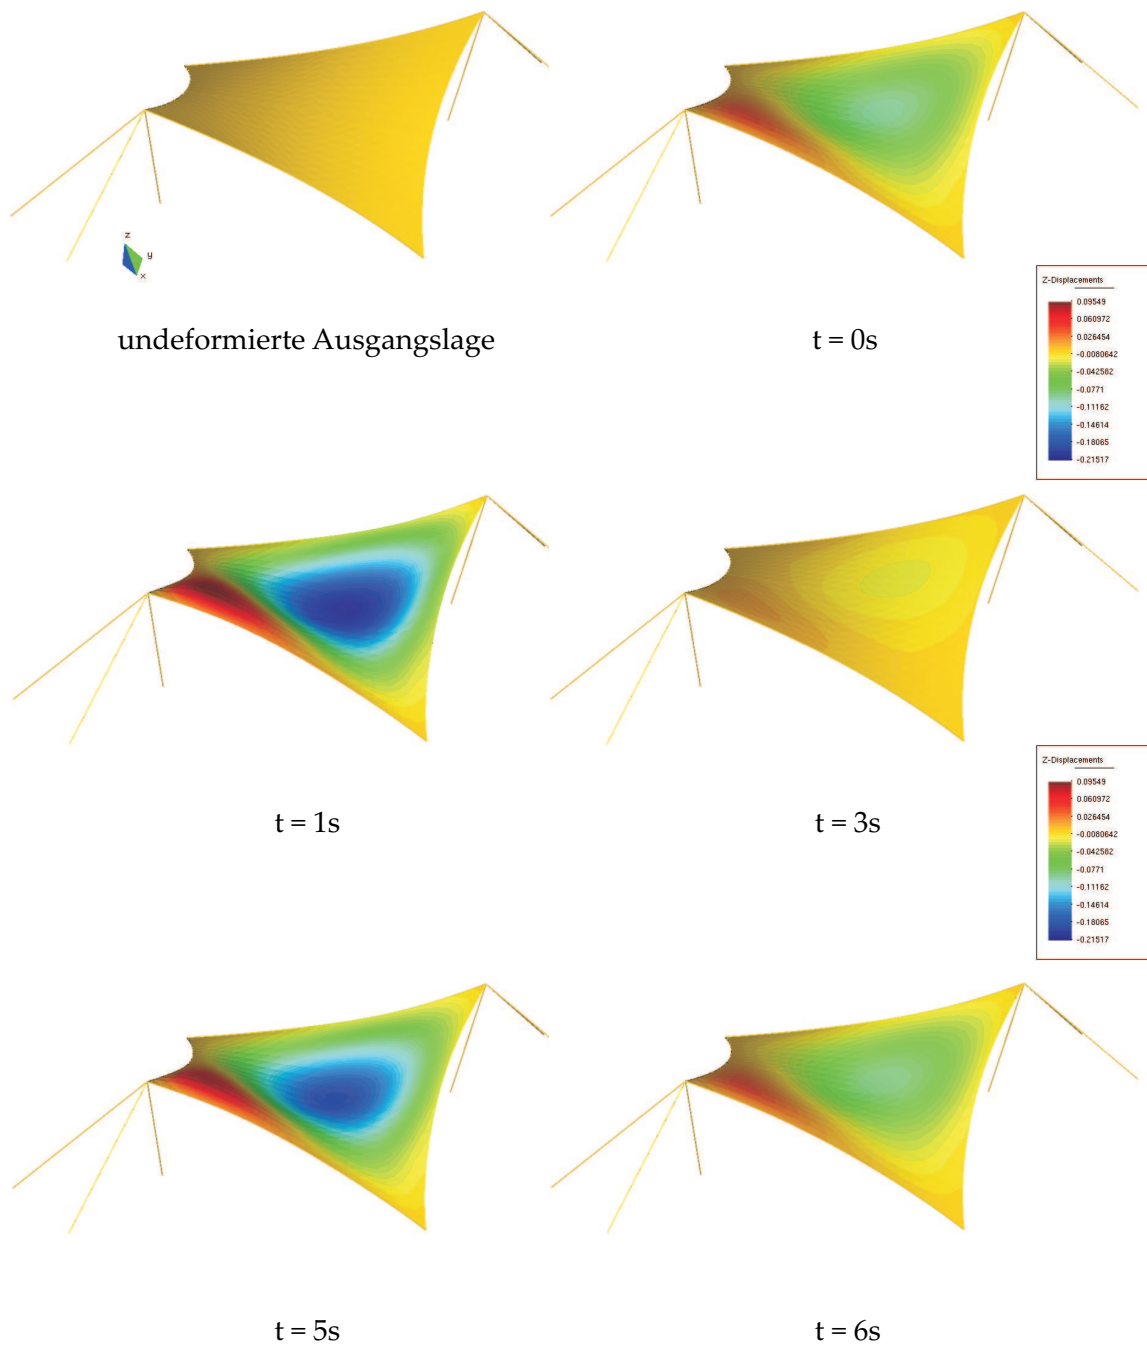 z
y
x
undeformierte Ausgangslage
t = 0s
Z-Displacements
0.09549
0.060972
0.026454
-0.0080642
-0.042582
-0.0771
-0.11162
-0.14614
-0.18065
-0.21517
t = 1s
t = 3s
Z-Displacements
0.09549
0.060972
0.026454
-0.0080642
-0.042582
-0.0771
-0.11162
-0.14614
-0.18065
-0.21517
t = 5s
t = 6s